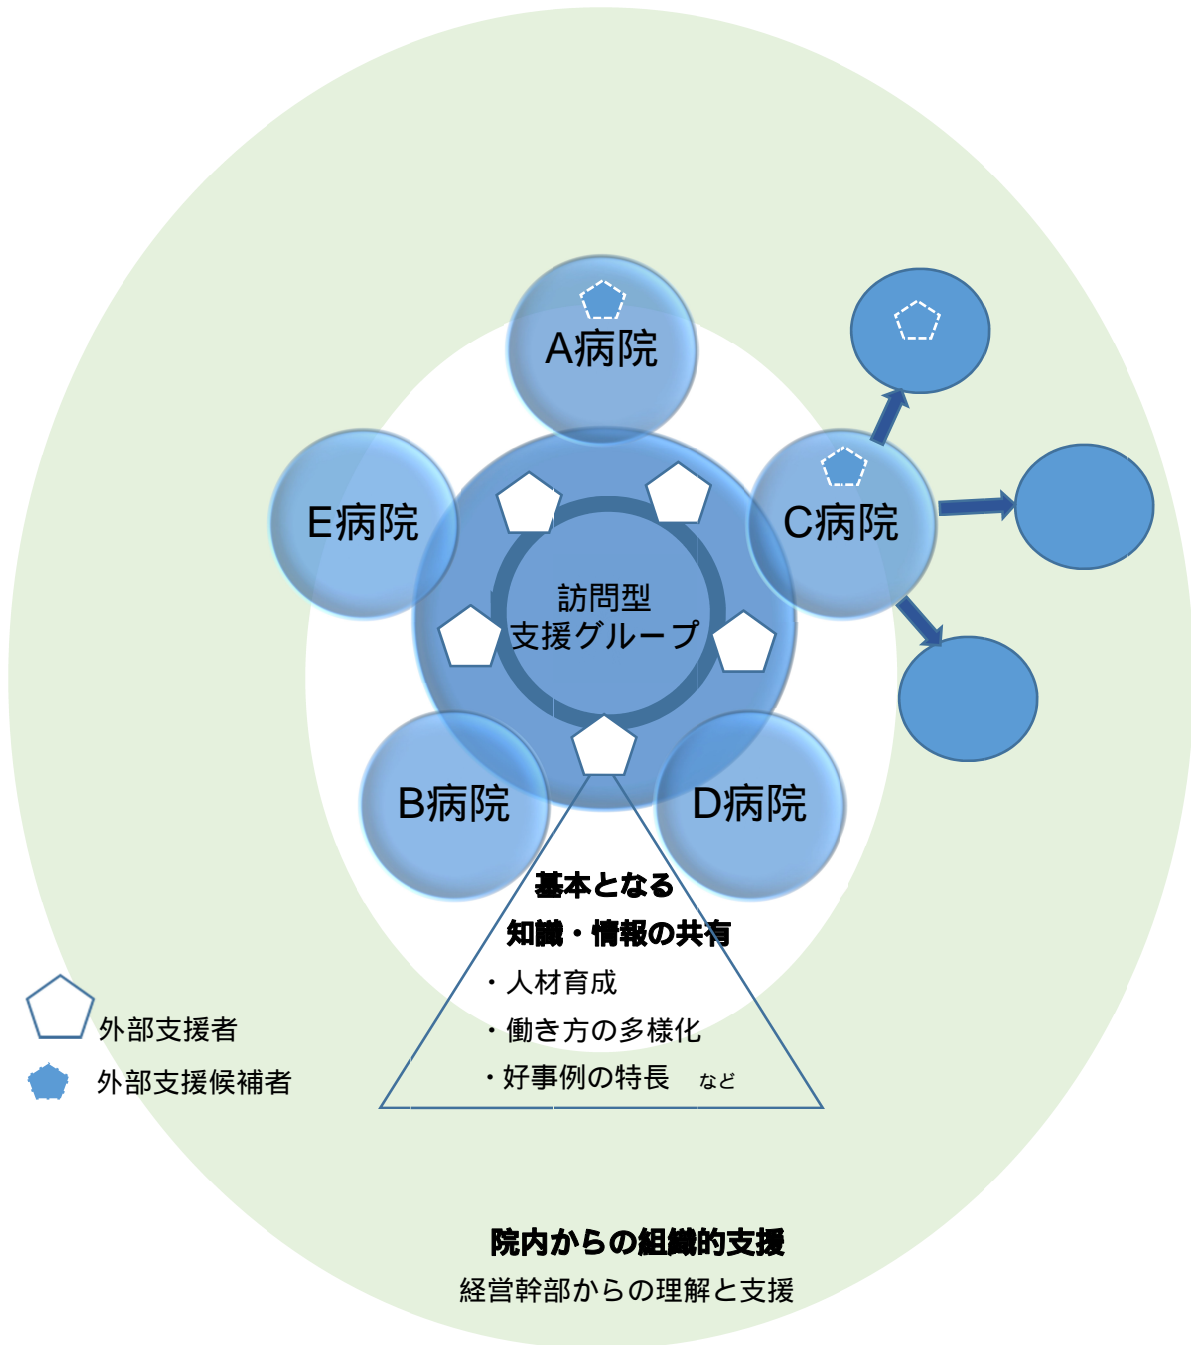 A病院
E病院
C病院
訪問型
支援グループ
B病院
D病院
基本となる
知識・情報の共有
・人材育成
・働き方の多様化
・好事例の特長 など
外部支援者
外部支援候補者
院内からの組織的支援
経営幹部からの理解と支援